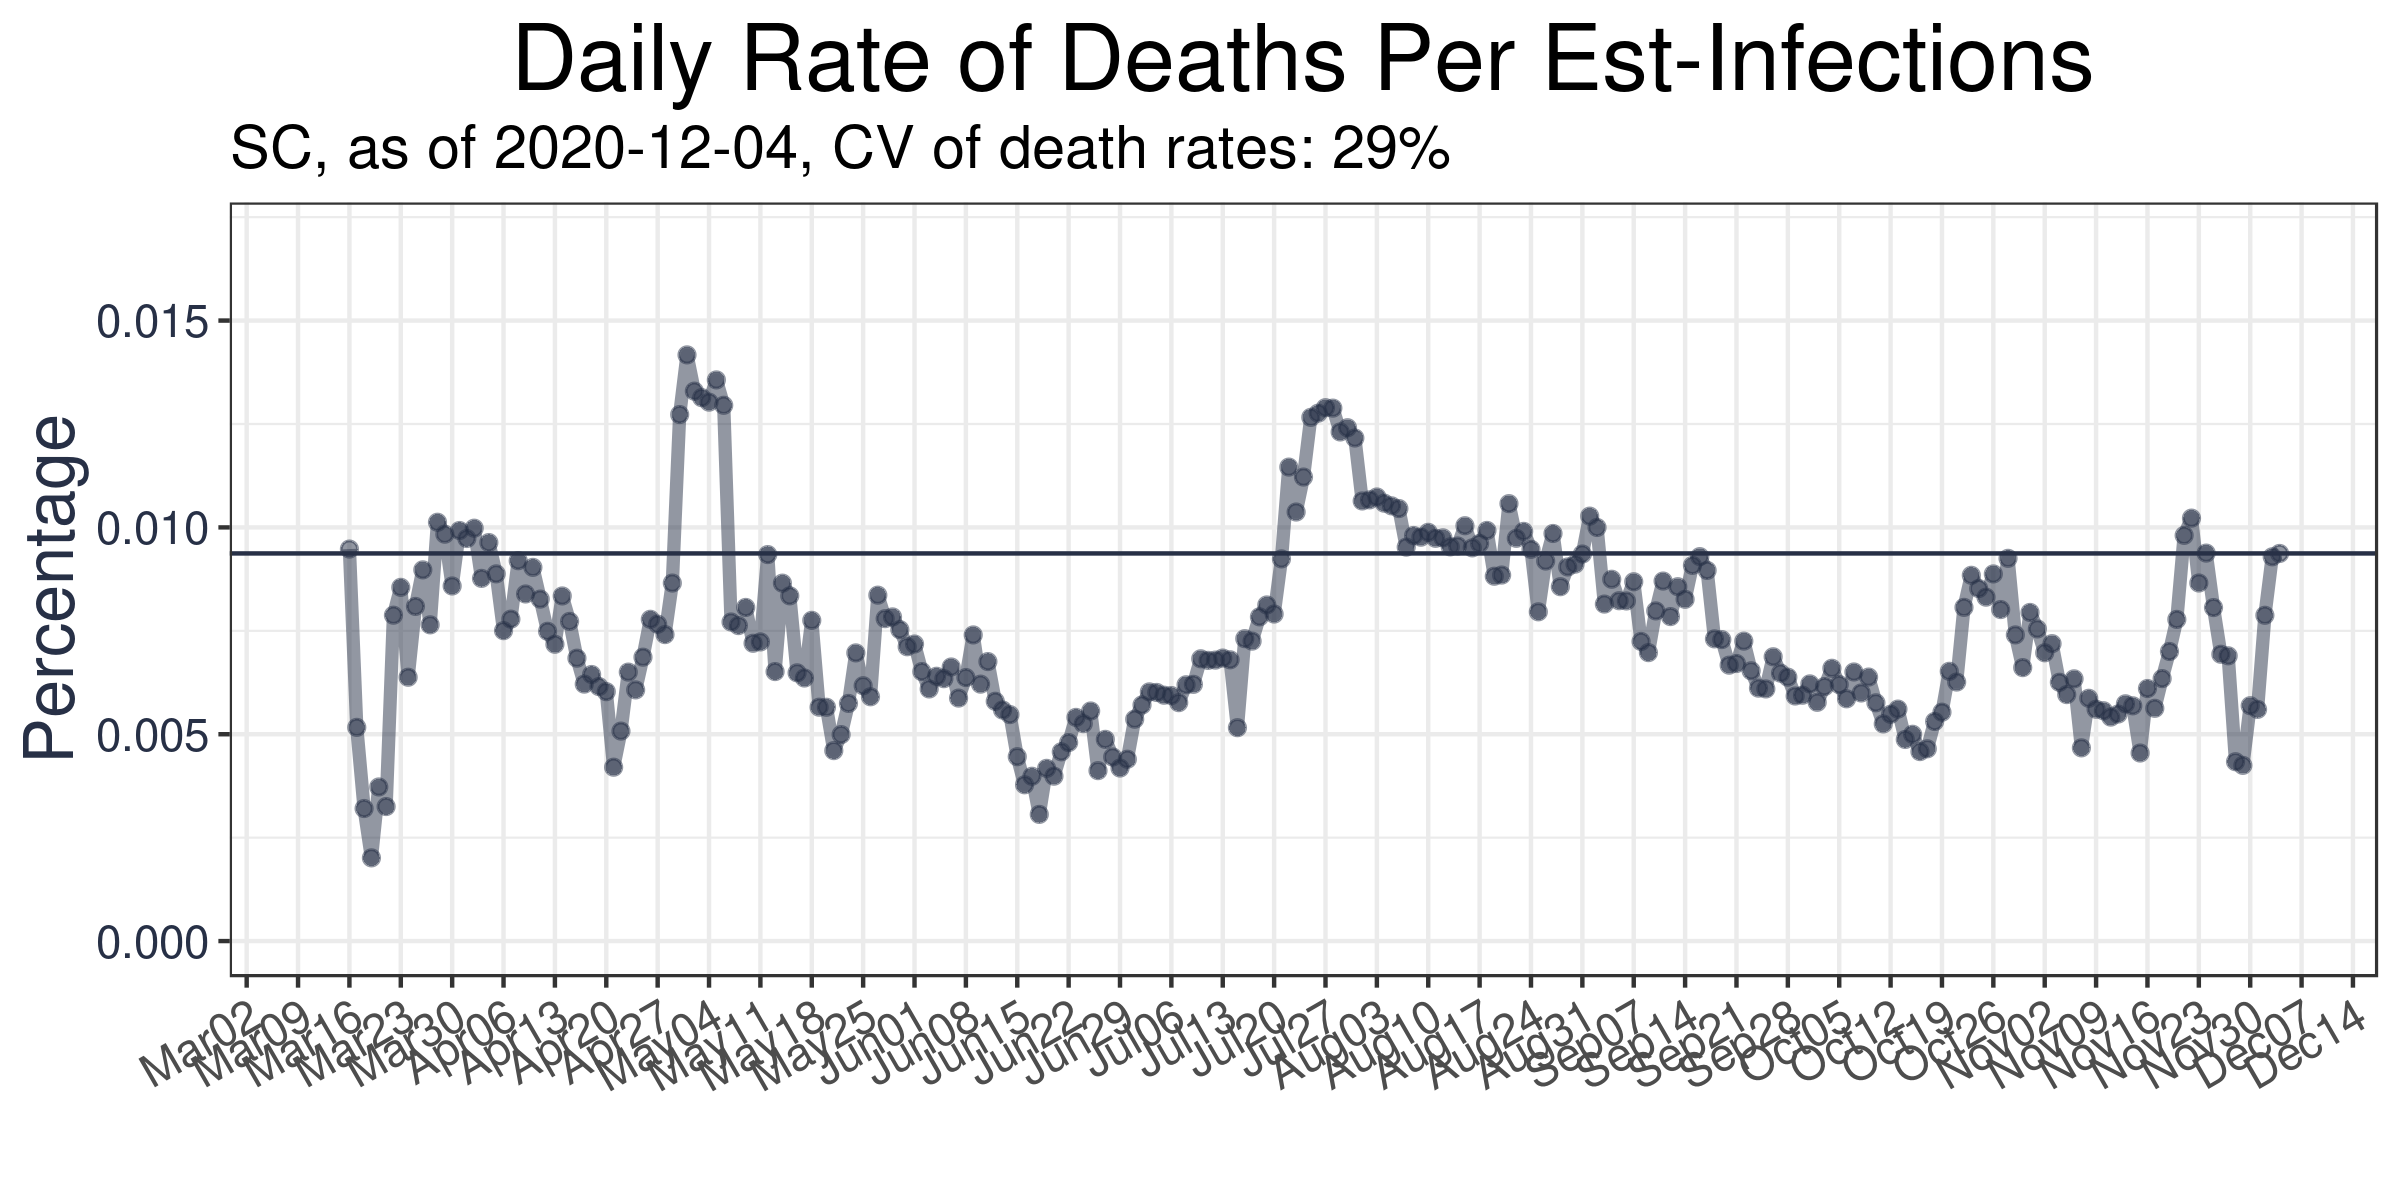 Daily Rate of Deaths Per Est-Infections
SC, as of 2020-12-04, CV of death rates: 29%
Percentage
0.015
0.010
0.005
0.000
Mar02
Mar09
Mar16
Mar23
Mar30
Apr06
Apr13
Apr20
Apr27
May04
May11
May18
May25
Jun01
Jun08
Jun15
Jun22
Jun29
Jul06
Jul13
Jul20
Jul27
Aug03
Aug10
Aug17
Aug24
Aug31
Sep07
Sep14
Sep21
Sep28
Oct05
Oct12
Oct19
Oct26
Nov02
Nov09
Nov16
Nov23
Nov30
Dec07
Dec14